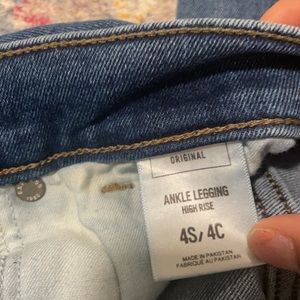 ORIGINAL
ANKLE LEGGING
HIGH RISE
4S/4C
MADE IN PAKISTAN
FABRIQUÉ AU PAKISTAN